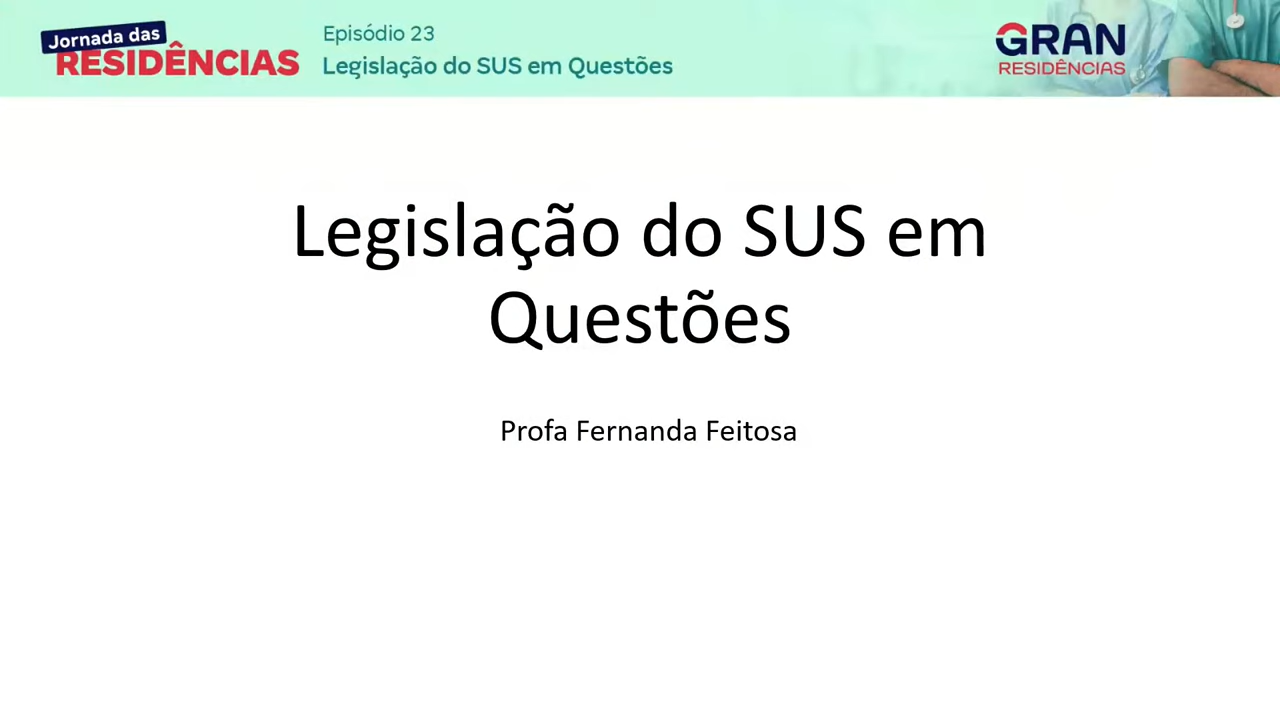 Jornada das
RESIDÊNCIAS
Episódio 23
Legislação do SUS em Questões
GRAN
RESIDÊNCIAS
Legislação do SUS em
Questões
Profa Fernanda Feitosa